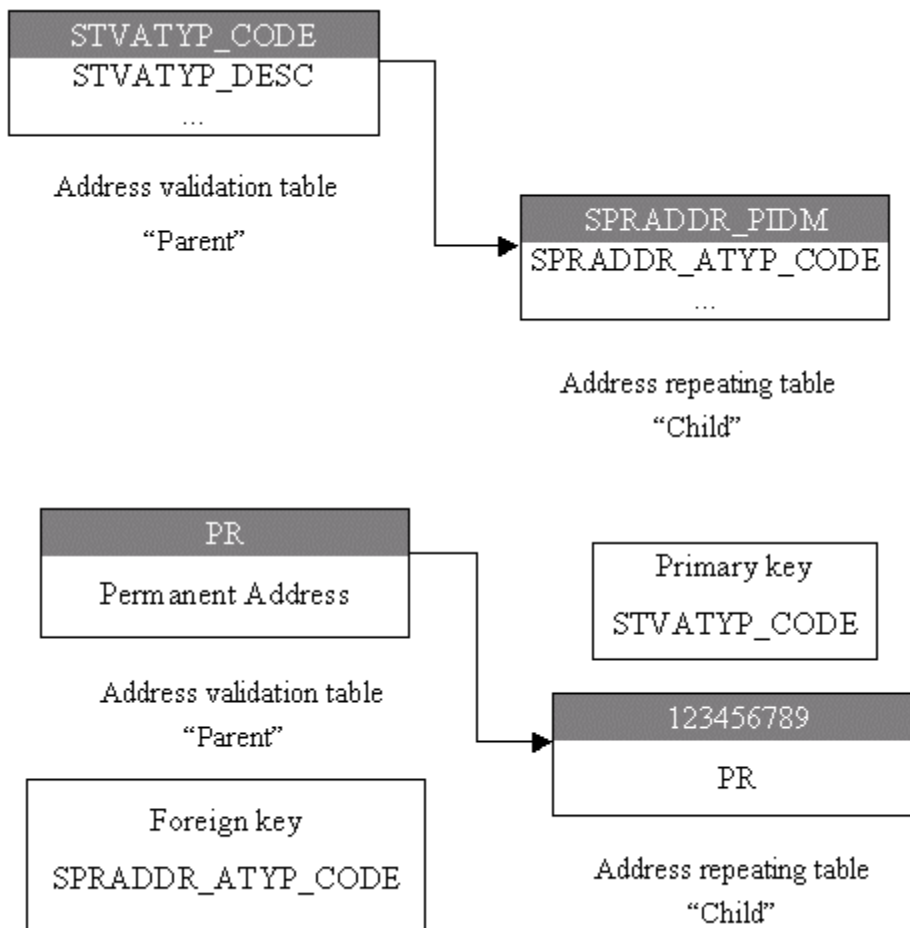 STVATYP_CODE
STVATYP_DESC
...
Address validation table
“Parent”
SPRADDR_PIDM
SPRADDR_ATYP_CODE
...
Address repeating table
“Child”
PR
Permanent Address
Address validation table
“Parent”
Primary key
STVATYP_CODE
123456789
PR
Address repeating table
“Child”
Foreign key
SPRADDR_ATYP_CODE